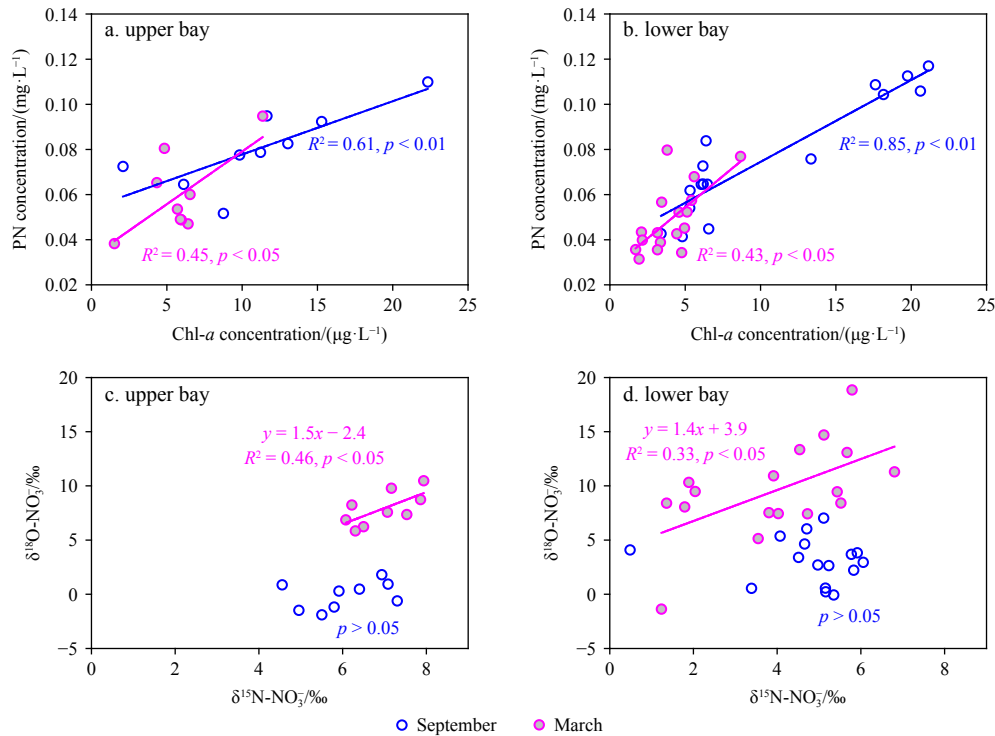 a. upper bay
PN concentration/(mg·L⁻¹)
0.14
0.12
0.10
0.08
0.06
0.04
0.02
R² = 0.61, p < 0.01
R² = 0.45, p < 0.05
0
5
10
15
20
25
Chl-a concentration/(μg·L⁻¹)
b. lower bay
PN concentration/(mg·L⁻¹)
0.14
0.12
0.10
0.08
0.06
0.04
0.02
R² = 0.85, p < 0.01
R² = 0.43, p < 0.05
0
5
10
15
20
25
Chl-a concentration/(μg·L⁻¹)
c. upper bay
δ¹⁸O-NO₃⁻/‰
20
15
10
5
0
−5
y = 1.5x − 2.4
R² = 0.46, p < 0.05
p > 0.05
0
2
4
6
8
δ¹⁵N-NO₃⁻/‰
d. lower bay
δ¹⁸O-NO₃⁻/‰
20
15
10
5
0
−5
y = 1.4x + 3.9
R² = 0.33, p < 0.05
p > 0.05
0
2
4
6
8
δ¹⁵N-NO₃⁻/‰
September
March